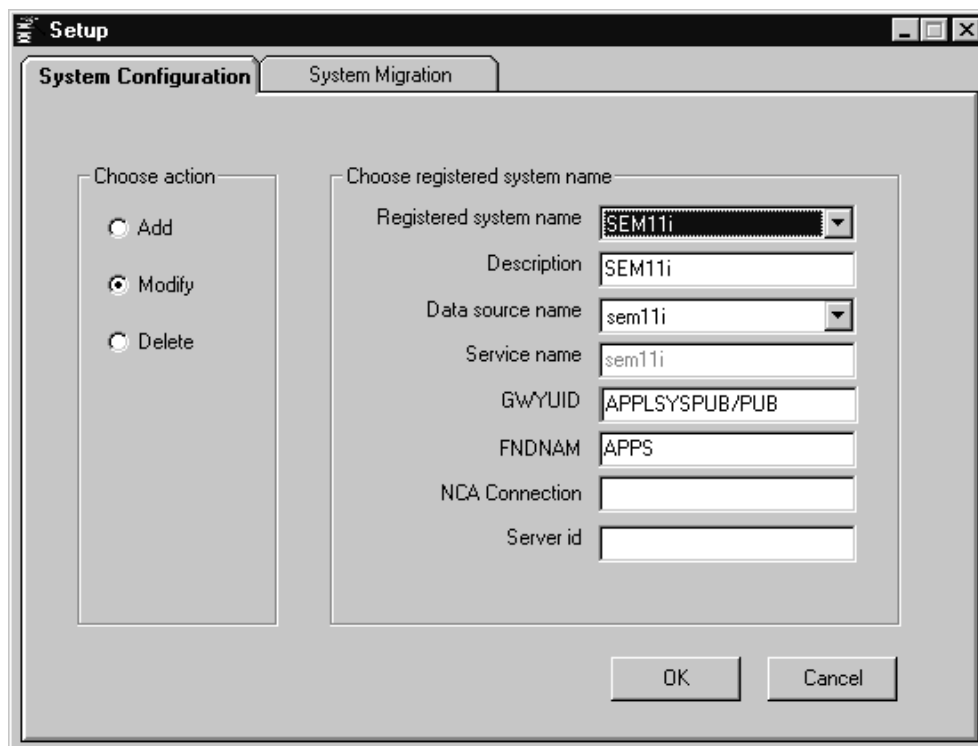 Setup
System Configuration
System Migration
Choose action
Add
Modify
Delete
Choose registered system name
Registered system name SEM11i
Description SEM11i
Data source name sem11i
Service name sem11i
GWYUID APPLSYSPUB/PUB
FNDNAM APPS
NCA Connection
Server id
OK
Cancel